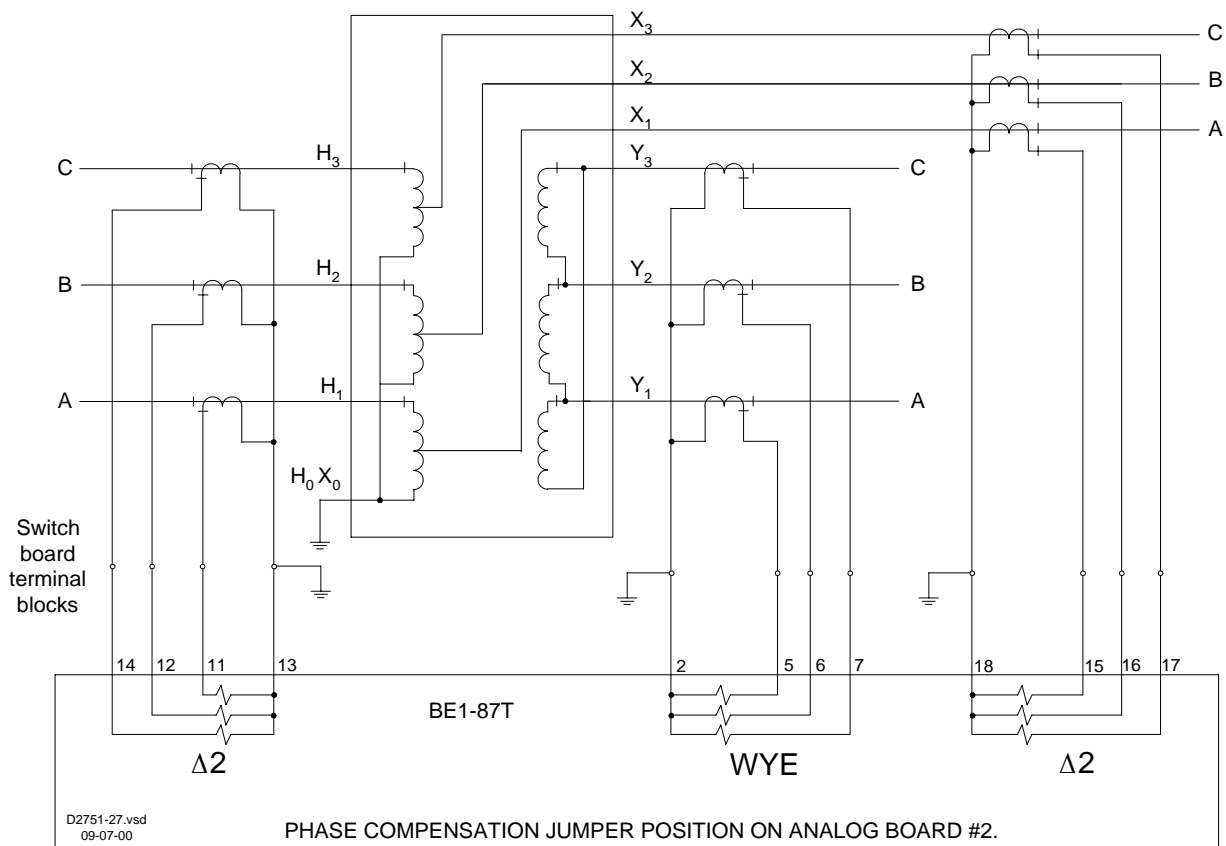 X3
C
X2
B
X1
A
C
H3
Y3
C
B
H2
Y2
B
A
H1
Y1
A
H0 X0
Switch
board
terminal
blocks
14 12 11 13 2 5 6 7 18 15 16 17
BE1-87T
Δ2
WYE
Δ2
D2751-27.vsd
09-07-00
PHASE COMPENSATION JUMPER POSITION ON ANALOG BOARD #2.